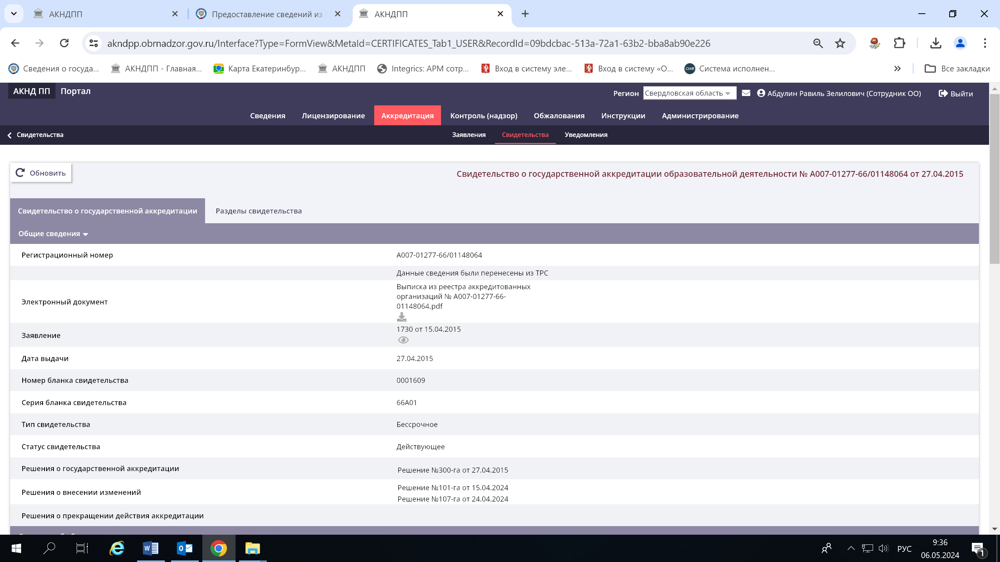 АКНДПП
Предоставление сведений из
АКНДПП
akndpp.obrnadzor.gov.ru/Interface?Type=FormView&MetaId=CERTIFICATES_Tab1_USER&RecordId=09bdcbac-513a-72a1-63b2-bba8ab90e226
Сведения о госуда...
АКНДПП - Главная...
Карта Екатеринбур...
АКНДПП
Integrics: АРМ сотр...
Вход в систему эле...
Вход в систему «О...
СИР
Система исполнен...
Все закладки
АКНД ПП Портал
Регион Свердловская область
Абдулин Равиль Зелилович (Сотрудник ОО)
Выйти
Сведения Лицензирование Аккредитация Контроль (надзор) Обжалования Инструкции Администрирование
Свидетельства
Заявления Свидетельства Уведомления
Обновить
Свидетельство о государственной аккредитации образовательной деятельности № А007-01277-66/01148064 от 27.04.2015
Свидетельство о государственной аккредитации
Разделы свидетельства
Общие сведения
Регистрационный номер
А007-01277-66/01148064
Данные сведения были перенесены из ТРС
Электронный документ
Выписка из реестра аккредитованных
организаций № А007-01277-66-
01148064.pdf
Заявление
1730 от 15.04.2015
Дата выдачи
27.04.2015
Номер бланка свидетельства
0001609
Серия бланка свидетельства
66А01
Тип свидетельства
Бессрочное
Статус свидетельства
Действующее
Решения о государственной аккредитации
Решение №300-га от 27.04.2015
Решения о внесении изменений
Решение №101-га от 15.04.2024
Решение №107-га от 24.04.2024
Решения о прекращении действия аккредитации
РУС
9:36
06.05.2024
1